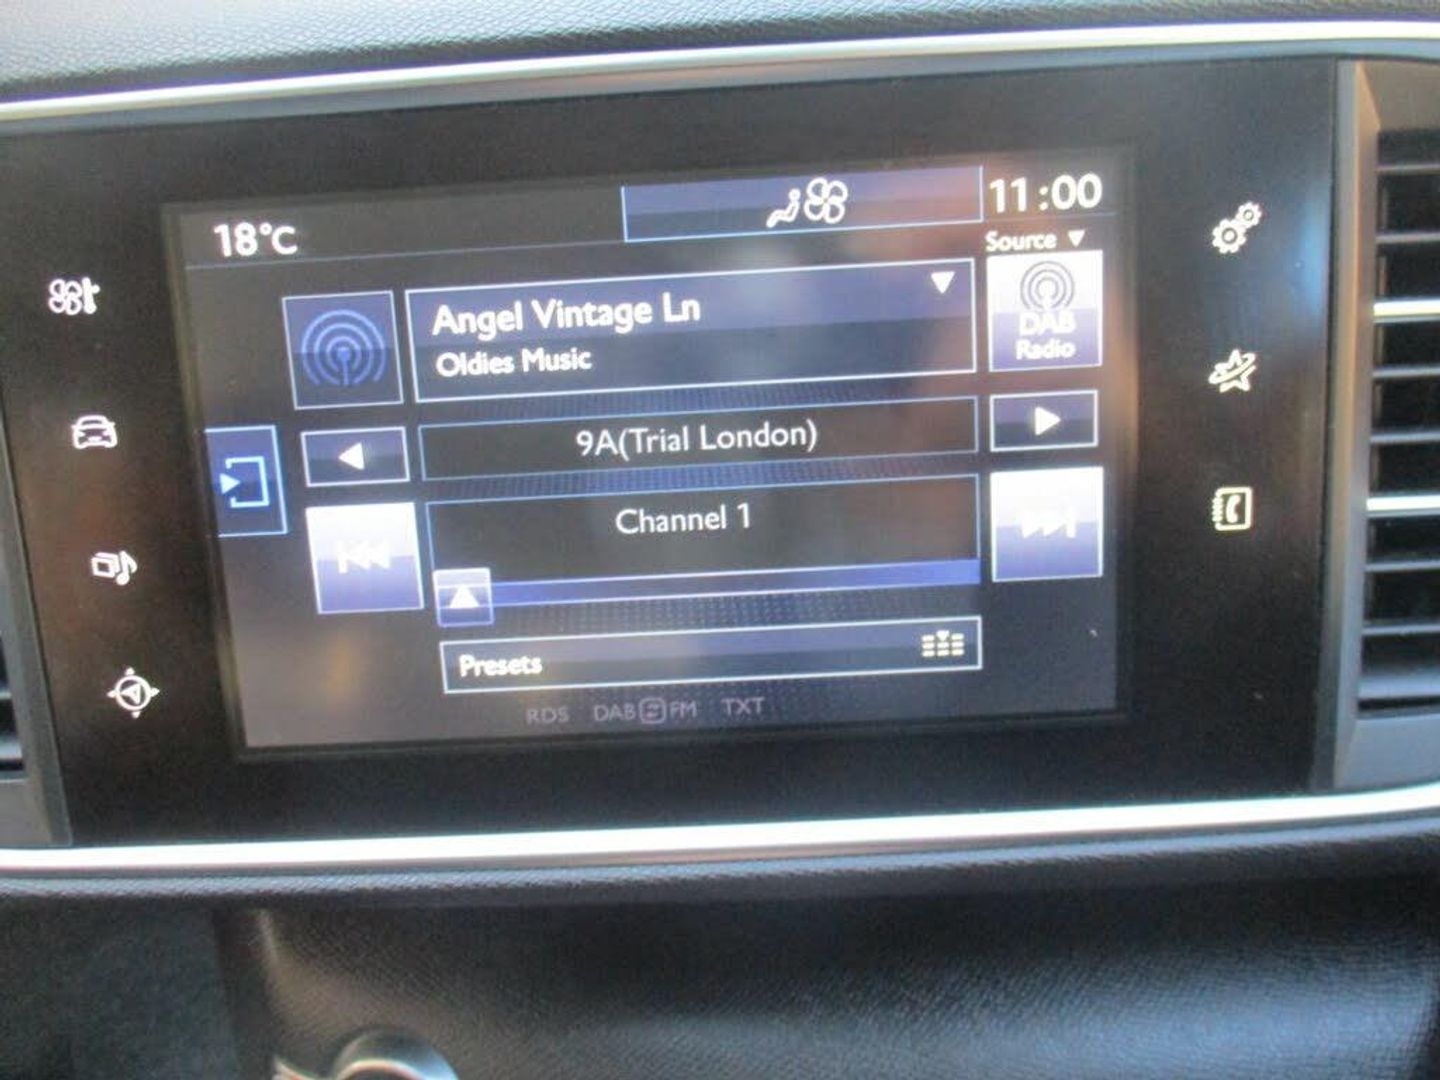 18°C
11:00
Source
Angel Vintage Ln
Oldies Music
DAB
Radio
9A(Trial London)
Channel 1
Presets
RDS DAB FM TXT